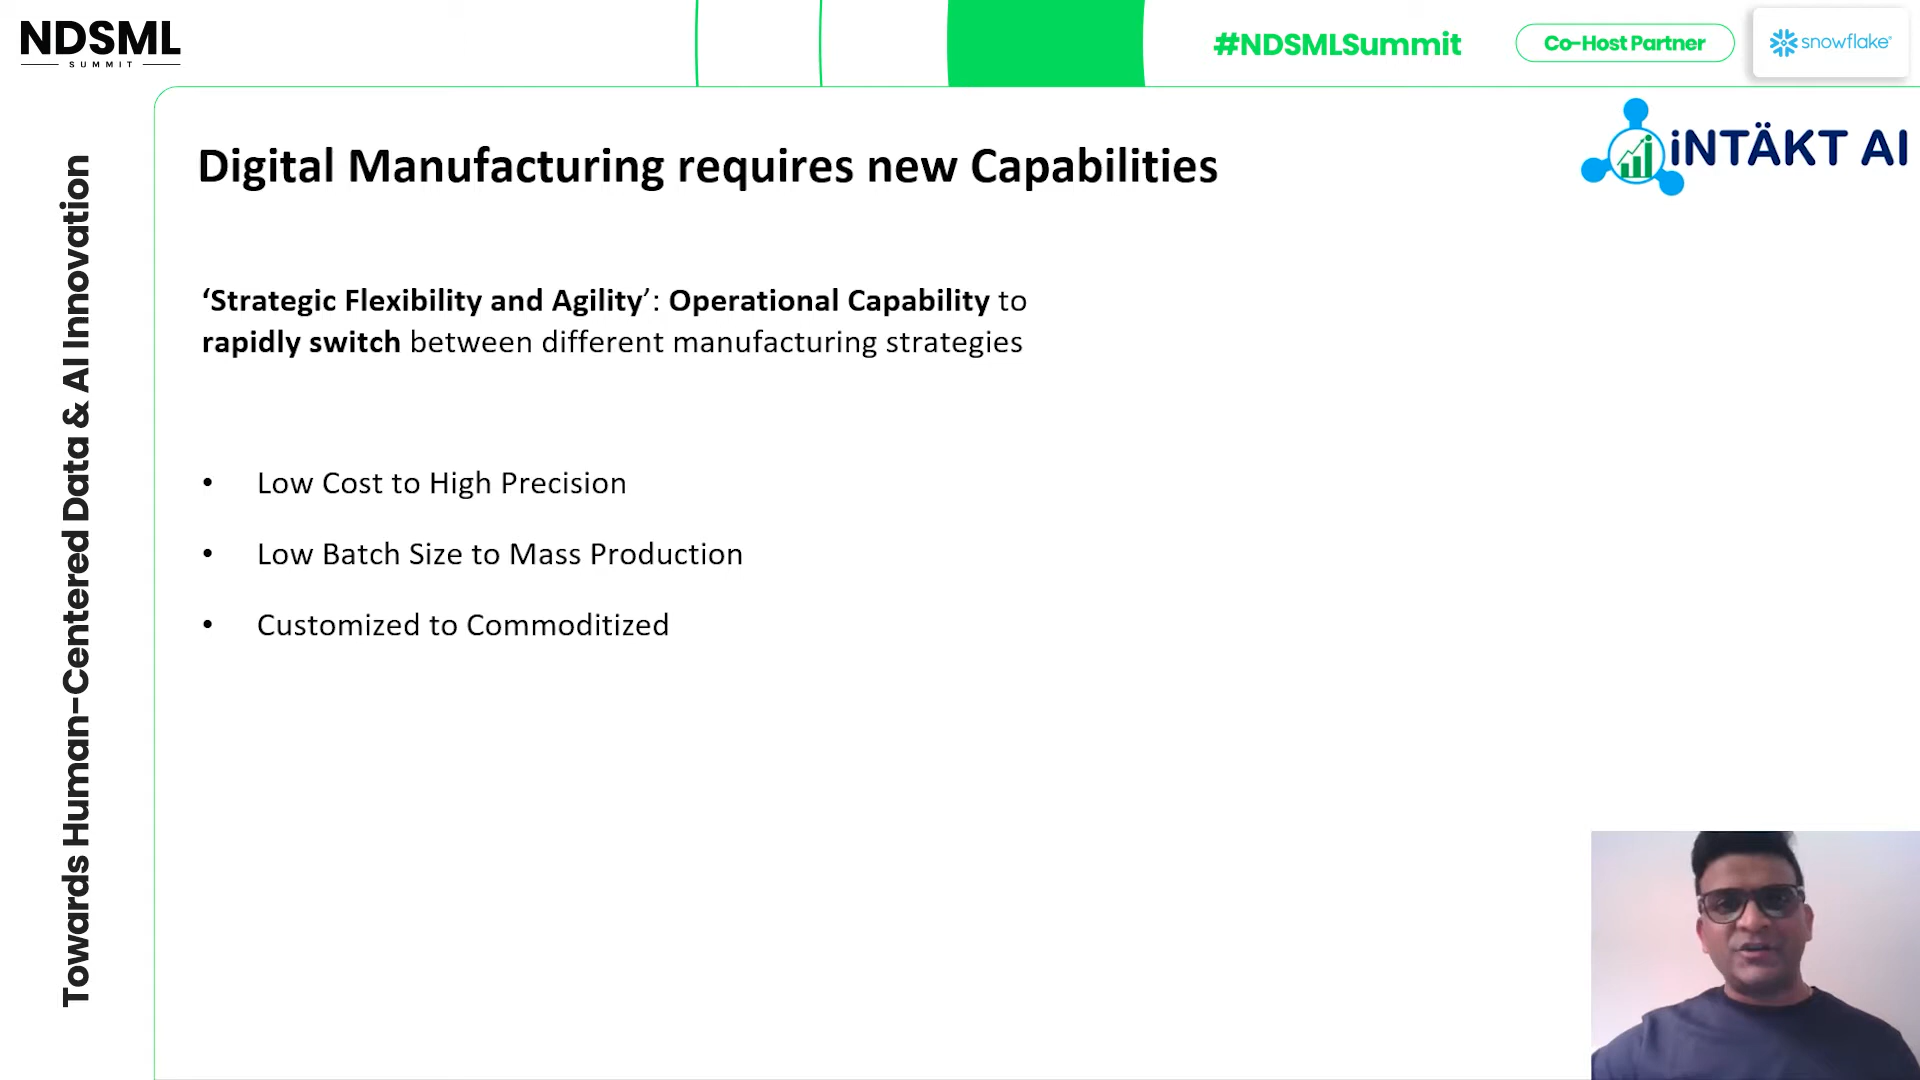 NDSML
SUMMIT
#NDSMLSummit
Co-Host Partner
snowflake®
iNTÄKT AI
Towards Human-Centered Data & AI Innovation
Digital Manufacturing requires new Capabilities
‘Strategic Flexibility and Agility’: Operational Capability to
rapidly switch between different manufacturing strategies
• Low Cost to High Precision
• Low Batch Size to Mass Production
• Customized to Commoditized